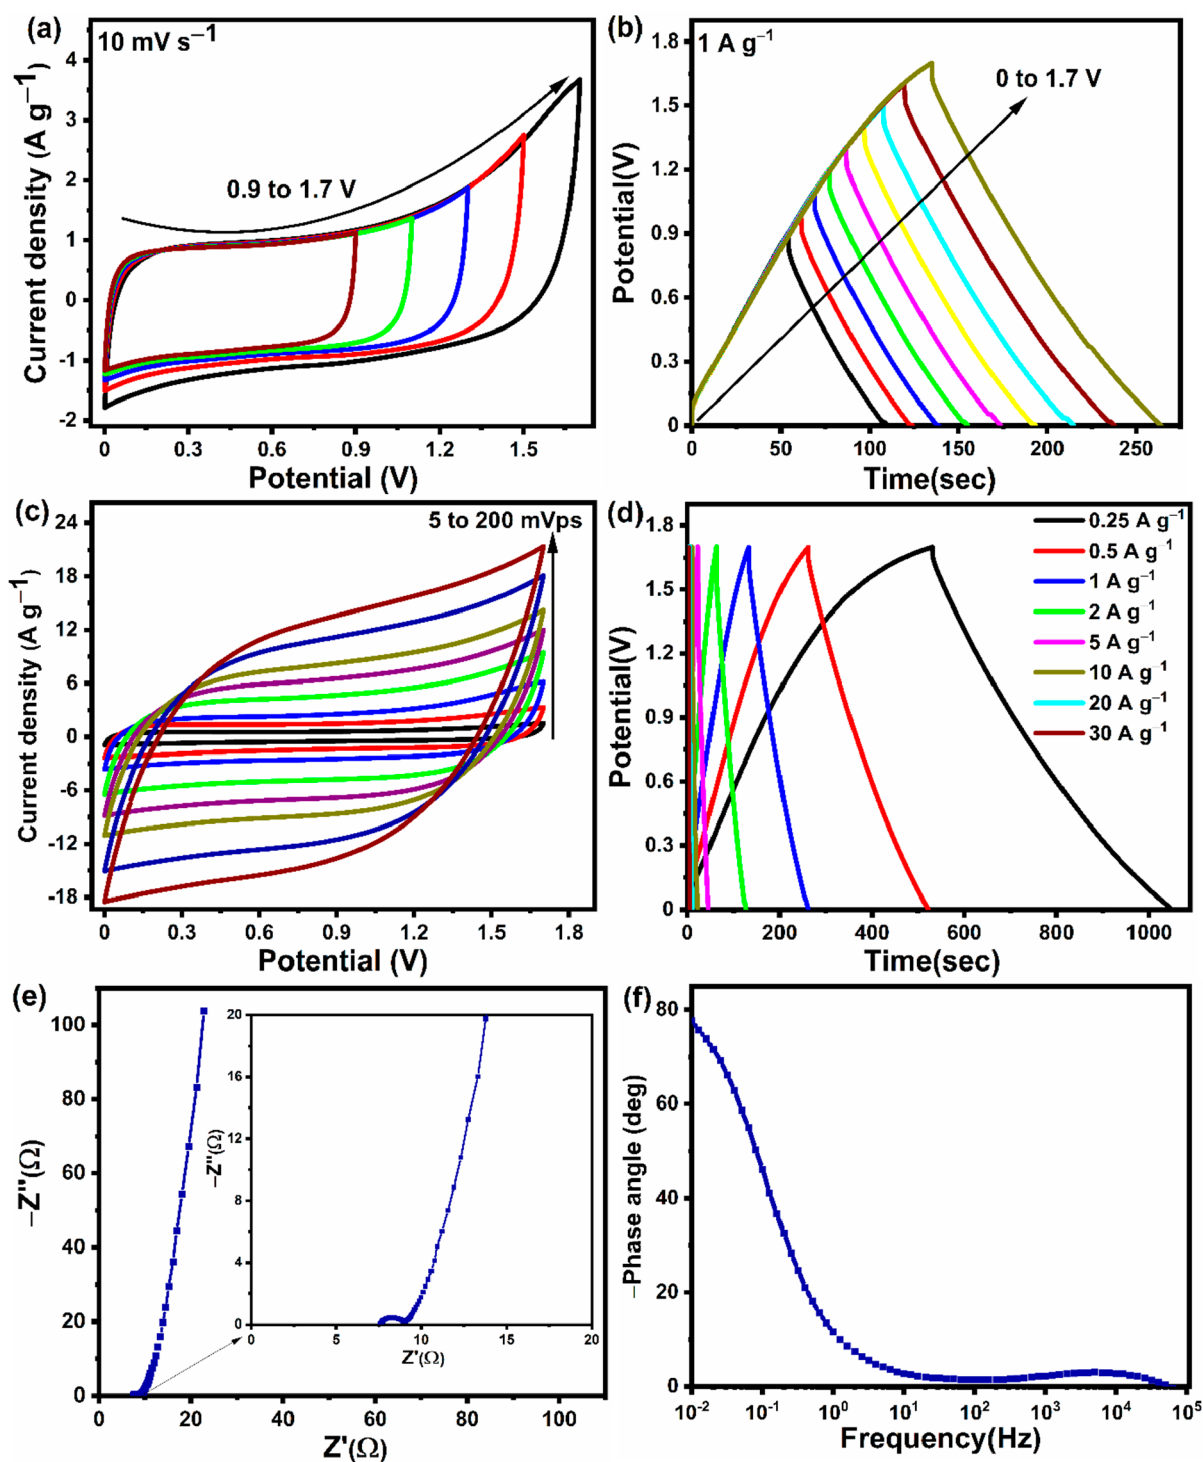 (a)
10 mV s⁻¹
0.9 to 1.7 V
Current density (A g⁻¹)
4
3
2
1
0
-1
-2
0 0.3 0.6 0.9 1.2 1.5
Potential (V)
(b)
1 A g⁻¹
0 to 1.7 V
Potential(V)
1.8
1.5
1.2
0.9
0.6
0.3
0
0 50 100 150 200 250
Time(sec)
(c)
5 to 200 mVps
Current density (A g⁻¹)
24
18
12
6
0
-6
-12
-18
0 0.3 0.6 0.9 1.2 1.5 1.8
Potential (V)
(d)
0.25 A g⁻¹
0.5 A g⁻¹
1 A g⁻¹
2 A g⁻¹
5 A g⁻¹
10 A g⁻¹
20 A g⁻¹
30 A g⁻¹
Potential(V)
1.8
1.5
1.2
0.9
0.6
0.3
0
0 200 400 600 800 1000
Time(sec)
(e)
−Z''(Ω)
100
80
60
40
20
0
0 20 40 60 80 100
Z'(Ω)
−Z''(Ω)
20
16
12
8
4
0
0 5 10 15 20
Z'(Ω)
(f)
−Phase angle (deg)
80
60
40
20
0
10⁻² 10⁻¹ 10⁰ 10¹ 10² 10³ 10⁴ 10⁵
Frequency(Hz)